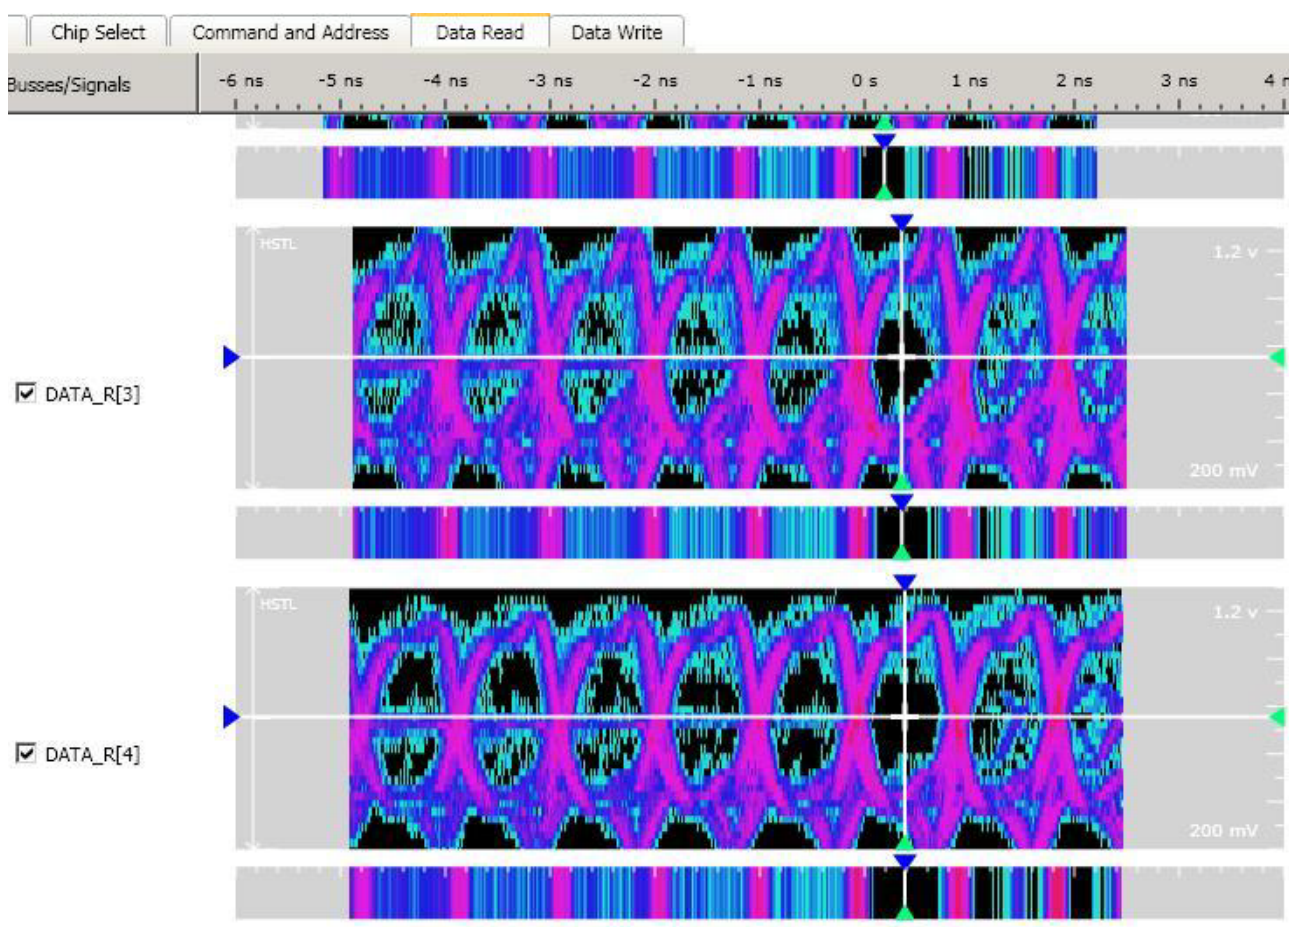 Chip Select Command and Address Data Read Data Write
Busses/Signals -6 ns -5 ns -4 ns -3 ns -2 ns -1 ns 0 s 1 ns 2 ns 3 ns 4 n
HSTL
1.2 v
DATA_R[3]
200 mV
HSTL
1.2 v
DATA_R[4]
200 mV